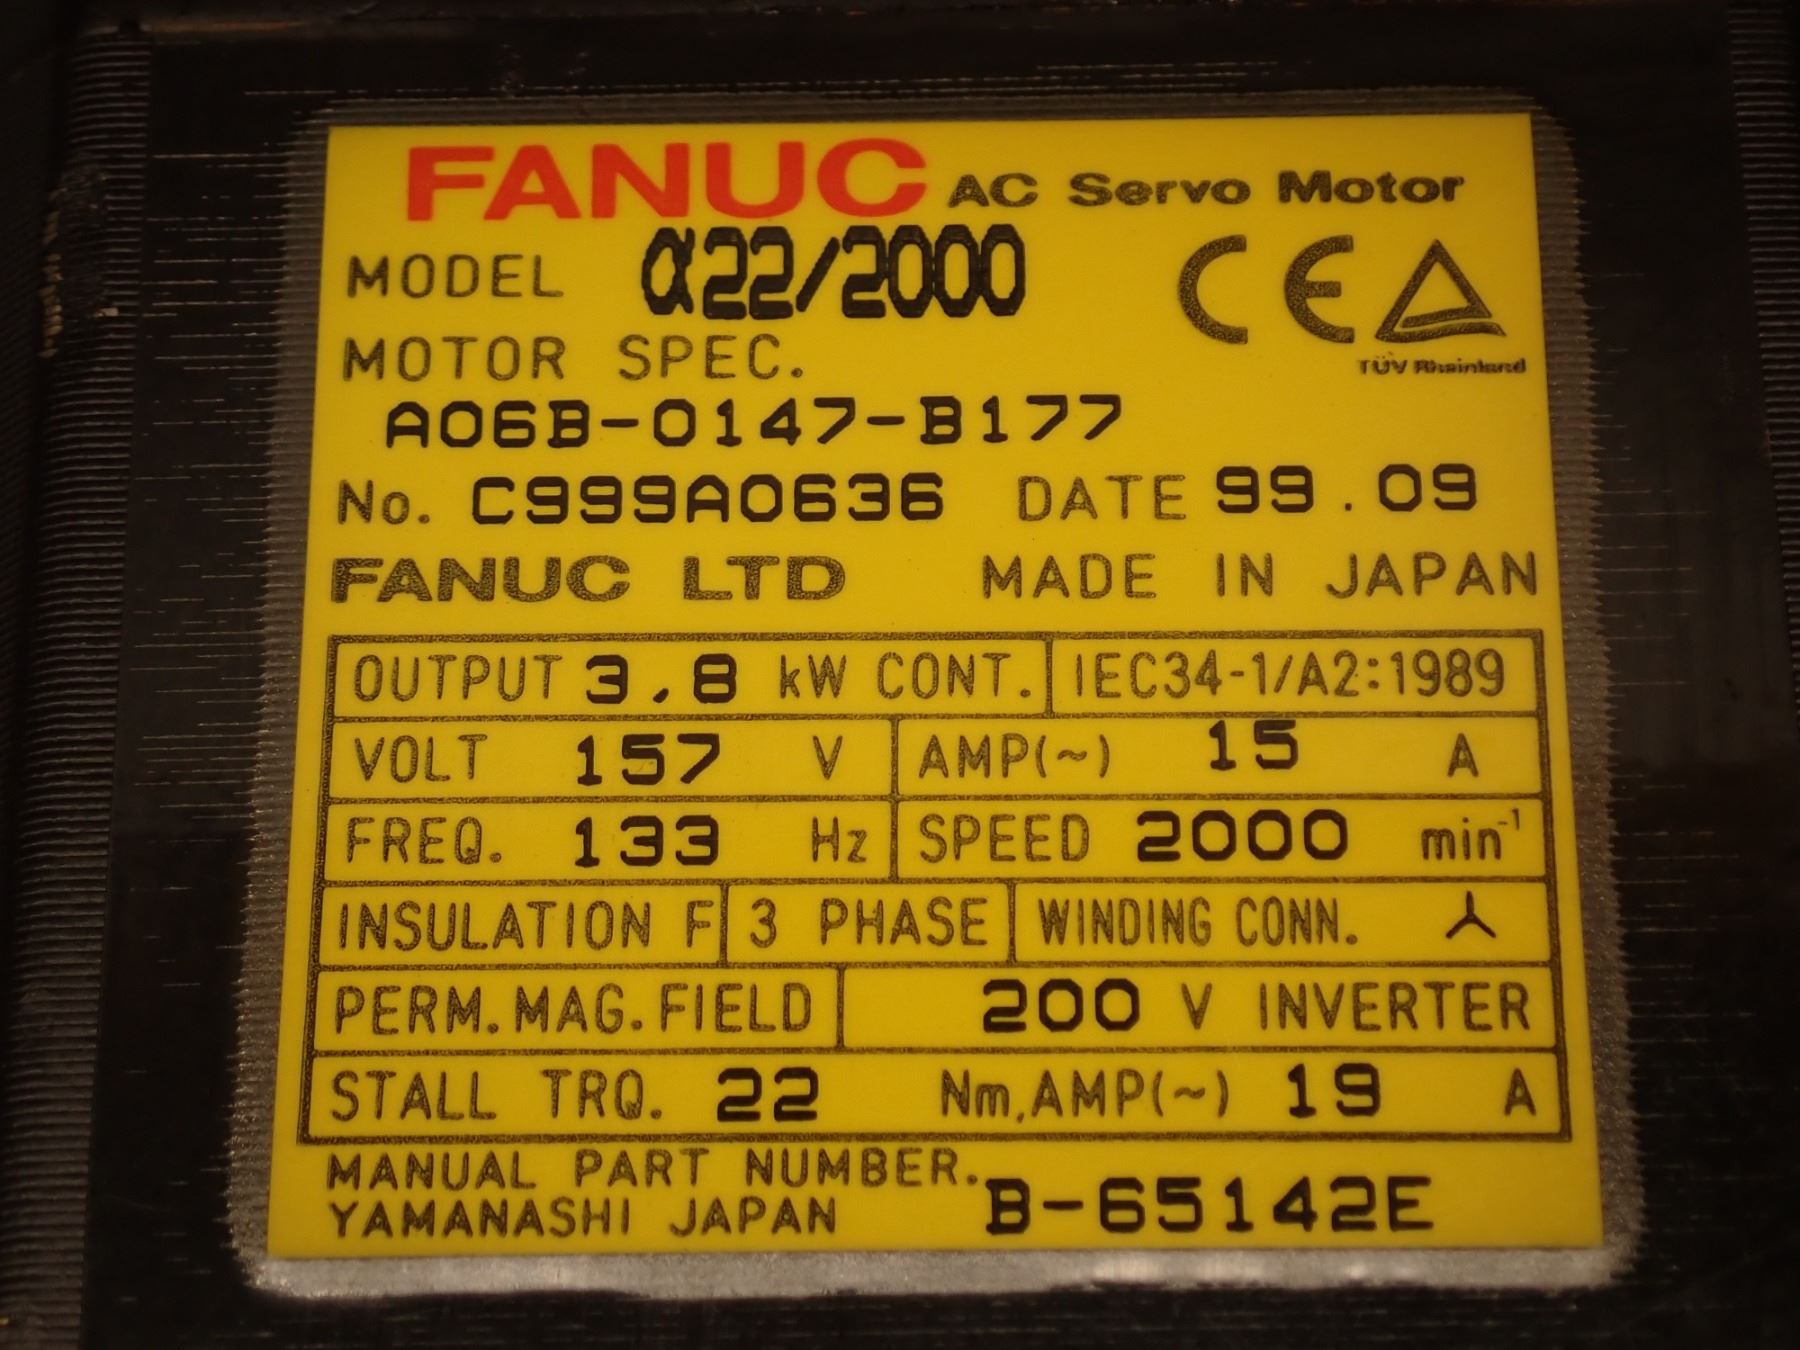 FANUC AC Servo Motor
MODEL α22/2000
CE
TÜV Rheinland
MOTOR SPEC.
A06B-0147-B177
No. C999A0636 DATE 99.09
FANUC LTD MADE IN JAPAN
OUTPUT 3.8 kW CONT. IEC34-1/A2:1989
VOLT 157 V AMP(~) 15 A
FREQ. 133 Hz SPEED 2000 min⁻¹
INSULATION F 3 PHASE WINDING CONN.
PERM.MAG.FIELD 200 V INVERTER
STALL TRQ. 22 Nm,AMP(~) 19 A
MANUAL PART NUMBER.
YAMANASHI JAPAN B-65142E